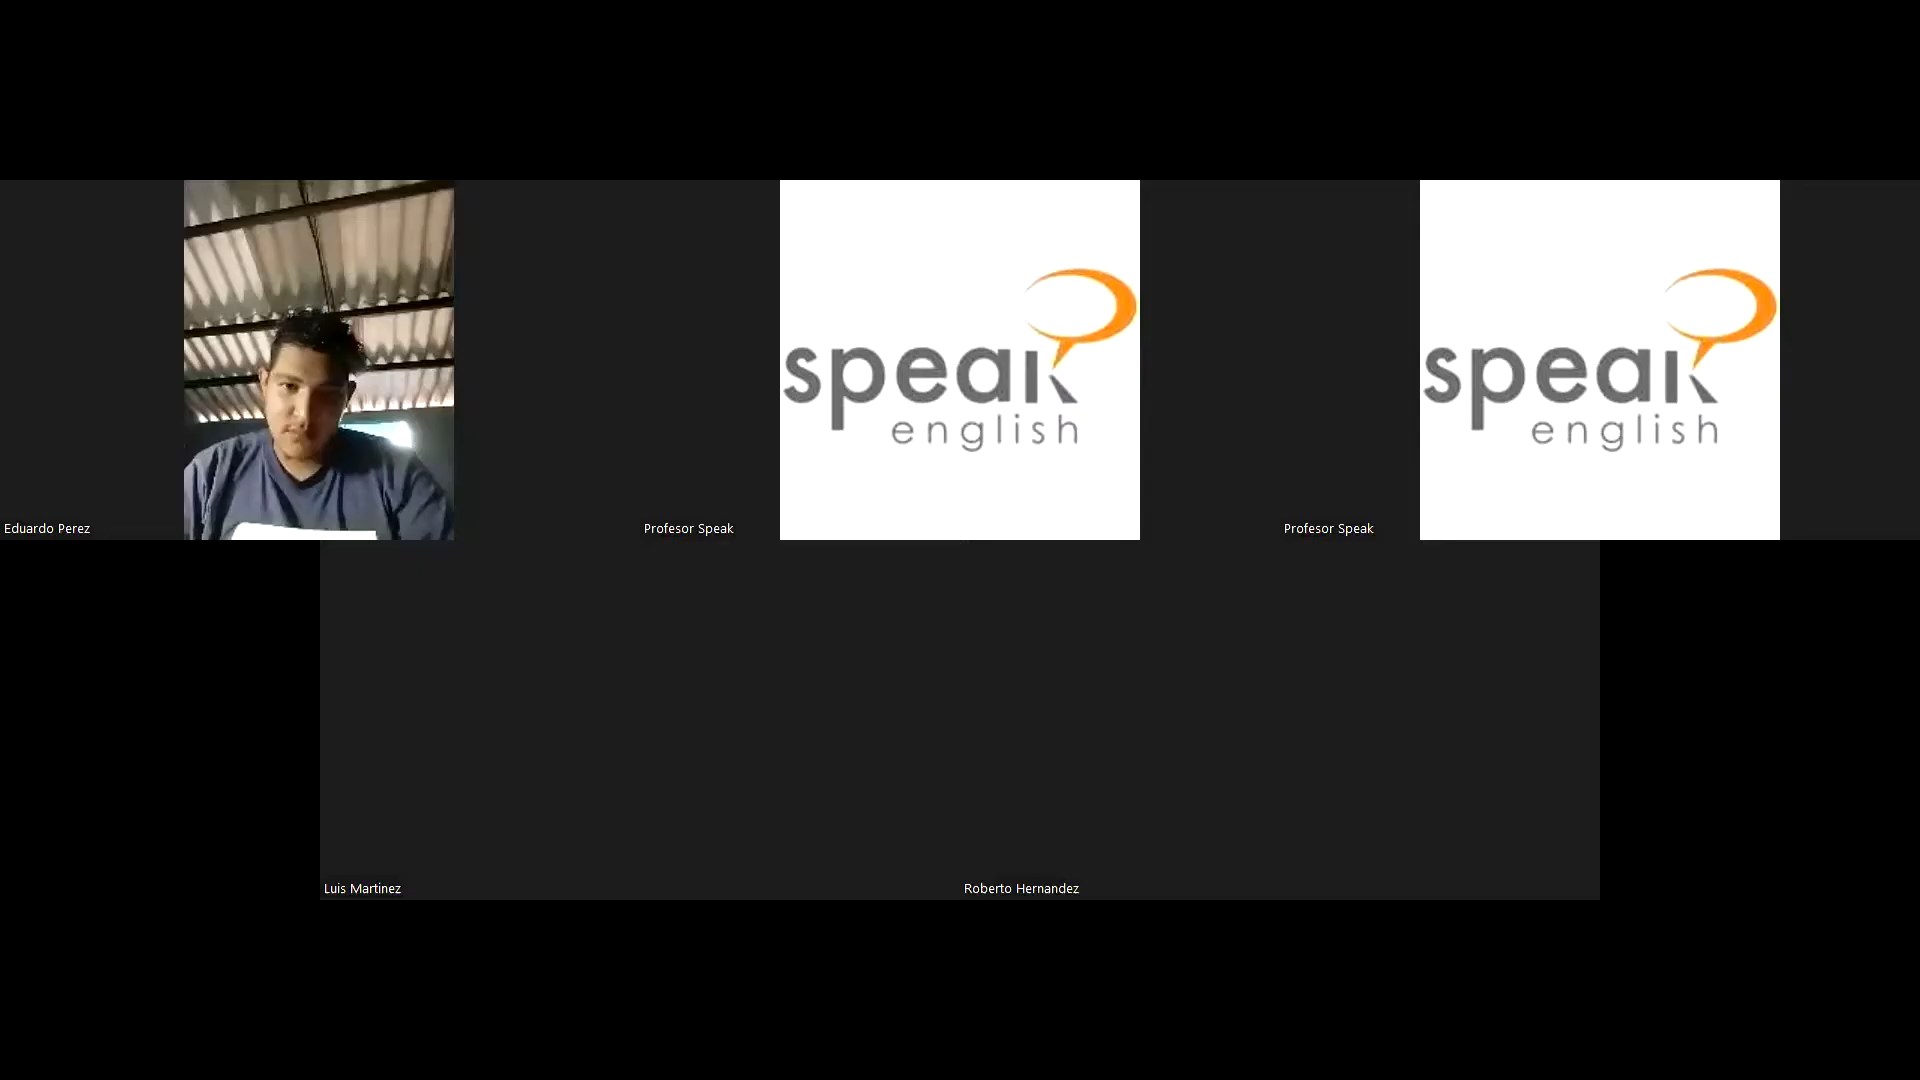 speak
english
speak
english
Eduardo Perez
Profesor Speak
Profesor Speak
Luis Martinez
Roberto Hernandez